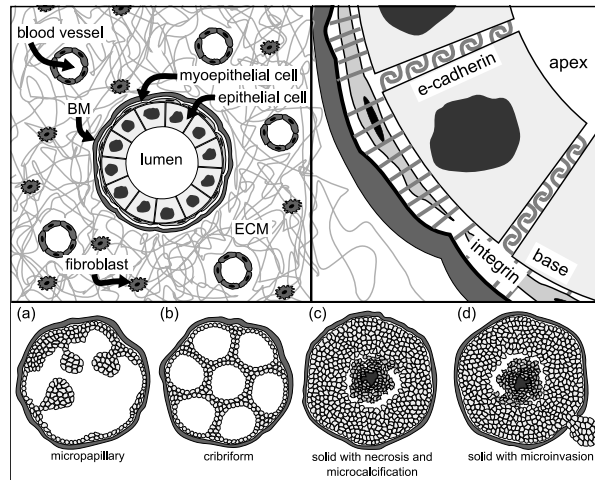 blood vessel
myoepithelial cell
epithelial cell
BM
lumen
ECM
fibroblast
e-cadherin
apex
integrin
base
(a)
(b)
(c)
(d)
micropapillary
cribriform
solid with necrosis and
microcalcification
solid with microinvasion